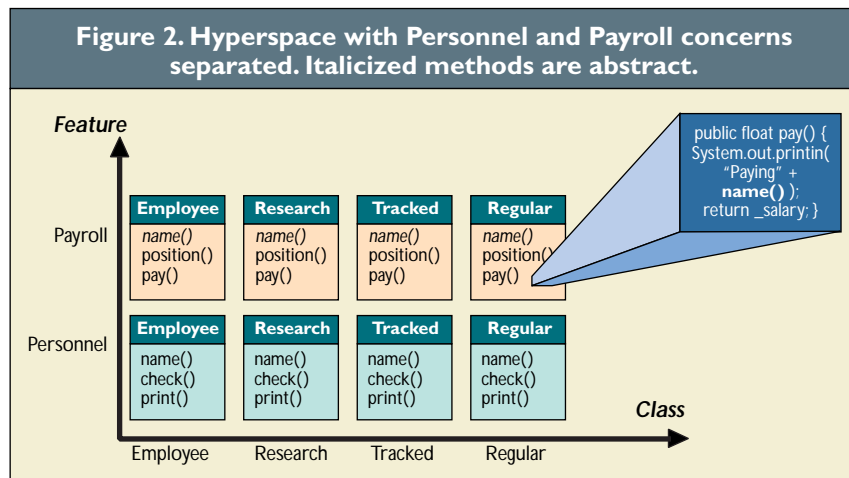 Figure 2. Hyperspace with Personnel and Payroll concerns
separated. Italicized methods are abstract.
Feature
public float pay() {
System.out.printin(
“Paying” +
name() );
return _salary; }
Payroll
Employee
name()
position()
pay()
Research
name()
position()
pay()
Tracked
name()
position()
pay()
Regular
name()
position()
pay()
Personnel
Employee
name()
check()
print()
Research
name()
check()
print()
Tracked
name()
check()
print()
Regular
name()
check()
print()
Class
Employee
Research
Tracked
Regular